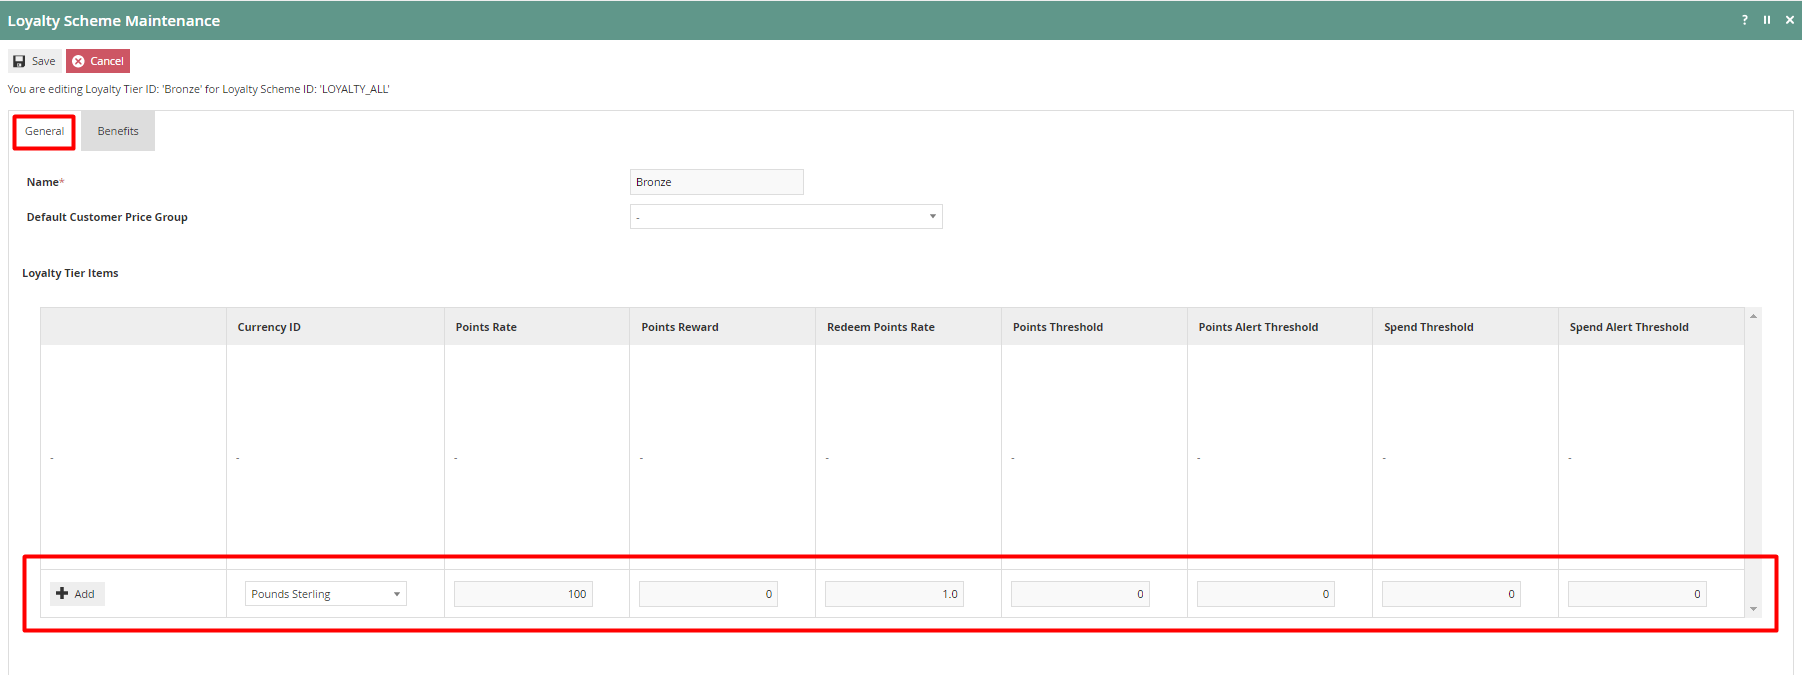 Loyalty Scheme Maintenance ?
Save Cancel
You are editing Loyalty Tier ID: 'Bronze' for Loyalty Scheme ID: 'LOYALTY_ALL'
General Benefits
Name* Bronze
Default Customer Price Group -
Loyalty Tier Items
Currency ID Points Rate Points Reward Redeem Points Rate Points Threshold Points Alert Threshold Spend Threshold Spend Alert Threshold
- - - - - - - - -
Add Pounds Sterling 100 0 1.0 0 0 0 0